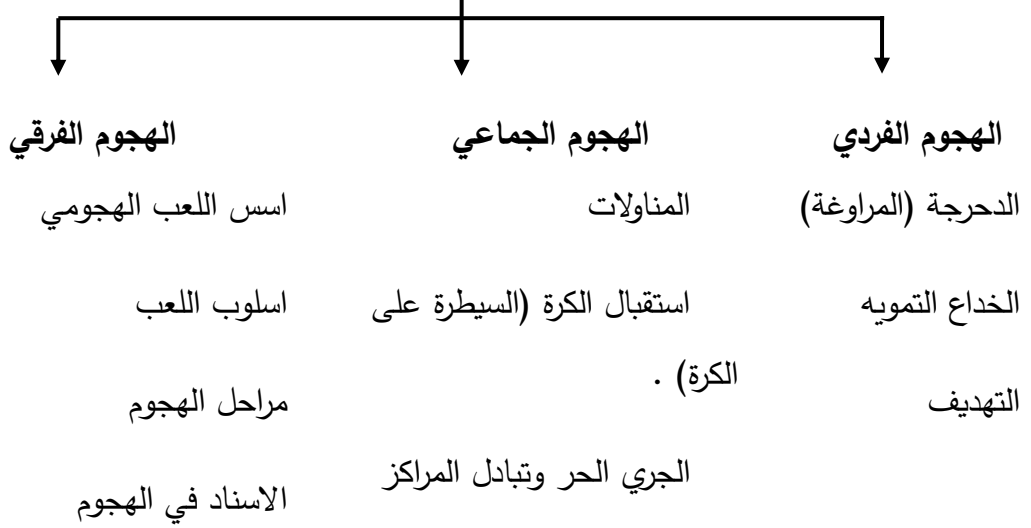 الهجوم الفردي
الدحرجة (المراوغة)
الخداع التمويه
التهديف
الهجوم الجماعي
المناولات
استقبال الكرة (السيطرة على
الكرة) .
الجري الحر وتبادل المراكز
الهجوم الفرقي
اسس اللعب الهجومي
اسلوب اللعب
مراحل الهجوم
الاسناد في الهجوم